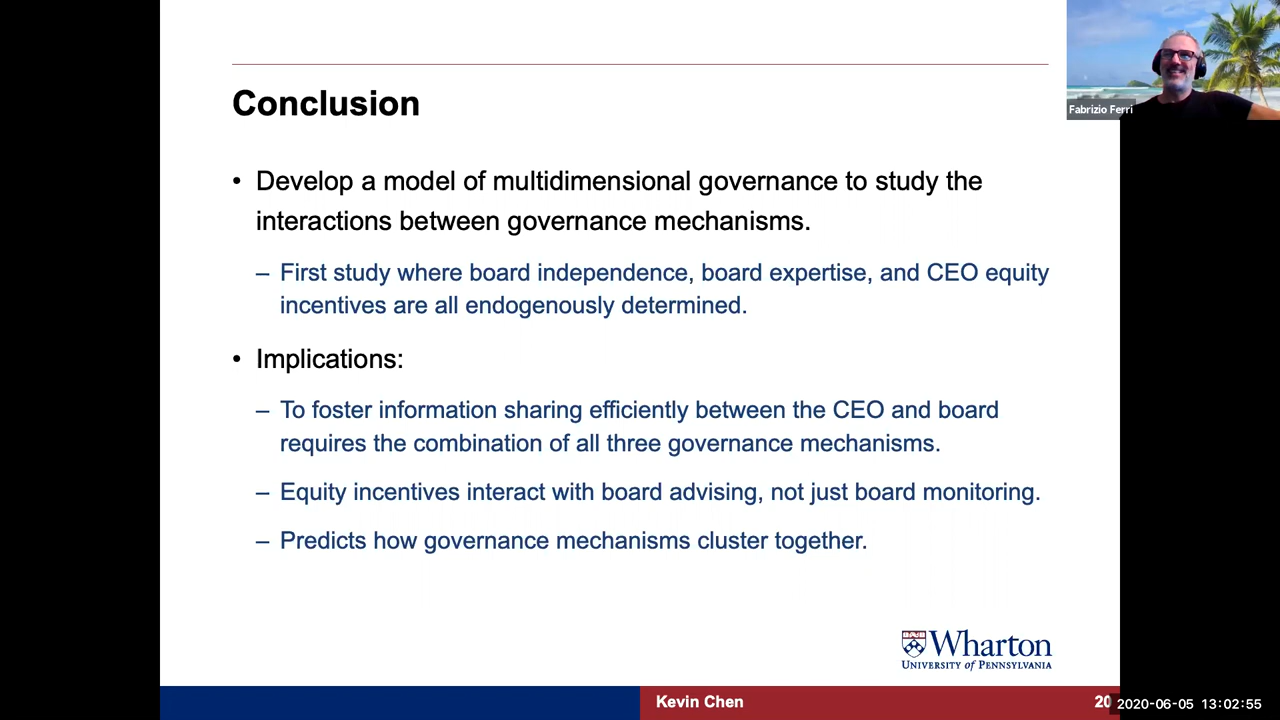 Fabrizio Ferri
Conclusion
• Develop a model of multidimensional governance to study the
interactions between governance mechanisms.
– First study where board independence, board expertise, and CEO equity
incentives are all endogenously determined.
• Implications:
– To foster information sharing efficiently between the CEO and board
requires the combination of all three governance mechanisms.
– Equity incentives interact with board advising, not just board monitoring.
– Predicts how governance mechanisms cluster together.
Wharton
UNIVERSITY of PENNSYLVANIA
Kevin Chen
20
2020-06-05 13:02:55